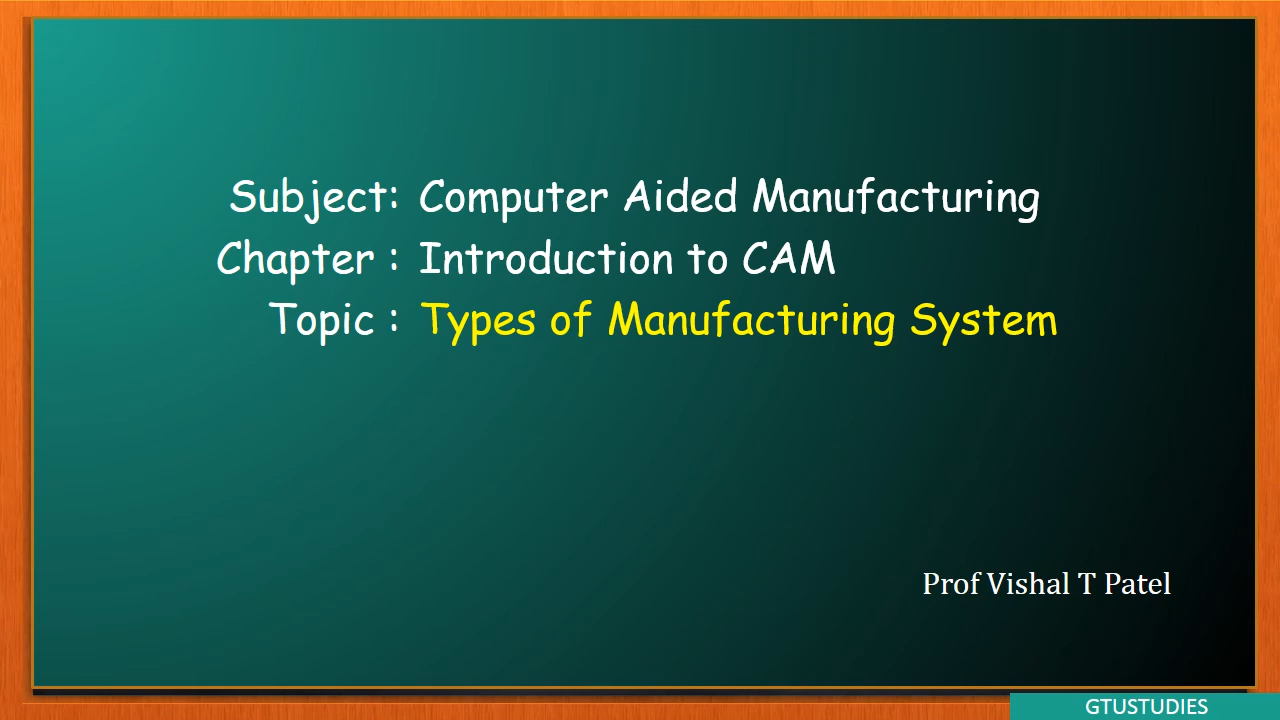 Subject: Computer Aided Manufacturing
Chapter : Introduction to CAM
Topic : Types of Manufacturing System
Prof Vishal T Patel
GTUSTUDIES